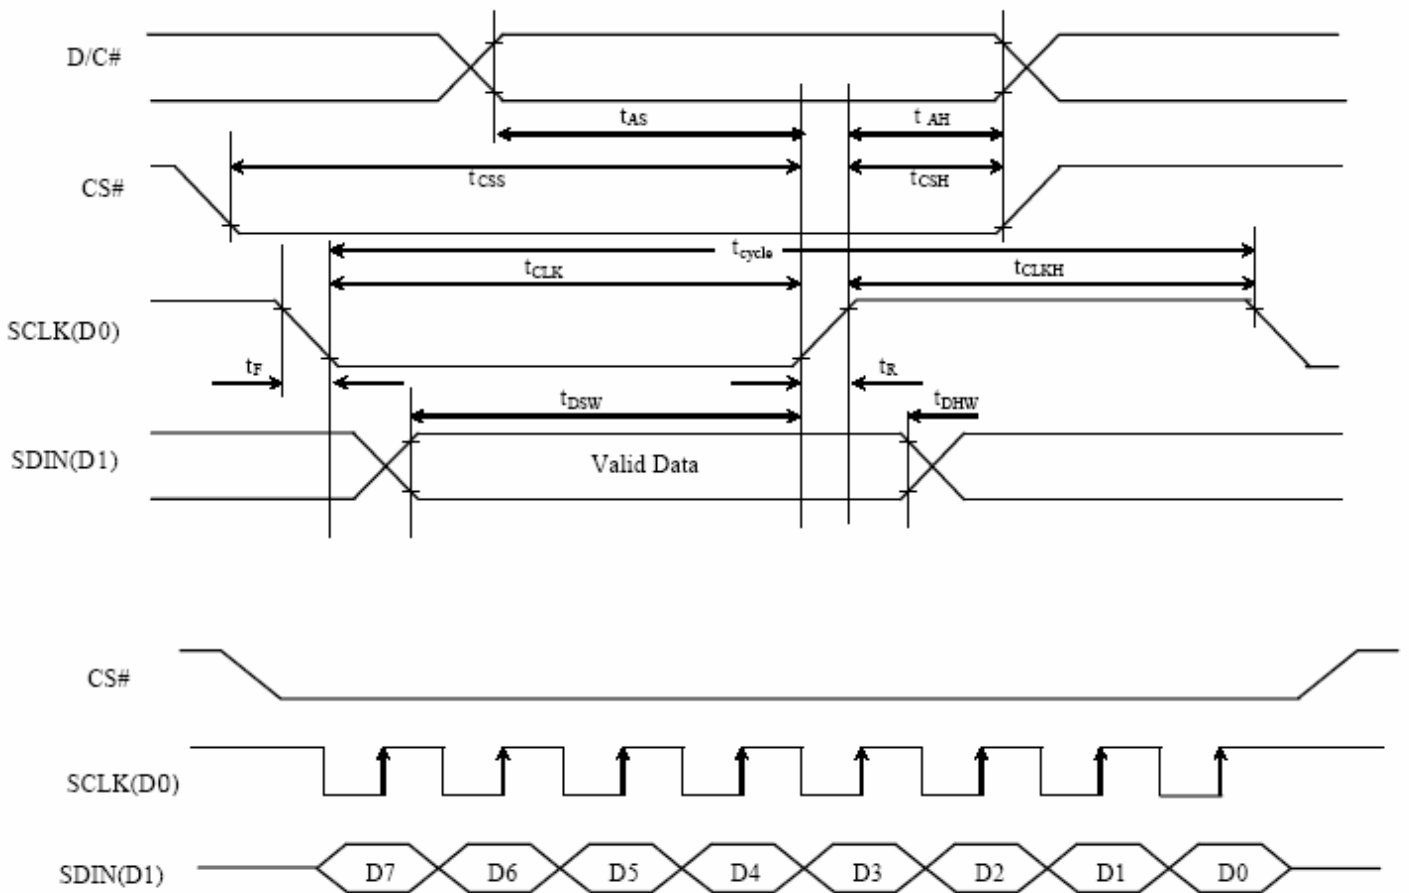 D/C#
tAS
t AH
CS#
tCSS
tCSH
tcycle
tCLK
tCLKH
SCLK(D0)
tF
tR
tDSW
tDHW
SDIN(D1)
Valid Data
CS#
SCLK(D0)
SDIN(D1)
D7 D6 D5 D4 D3 D2 D1 D0